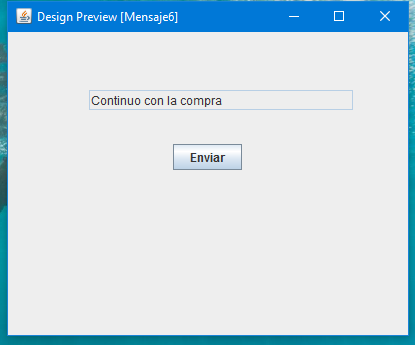 Design Preview [Mensaje6]
Continuo con la compra
Enviar